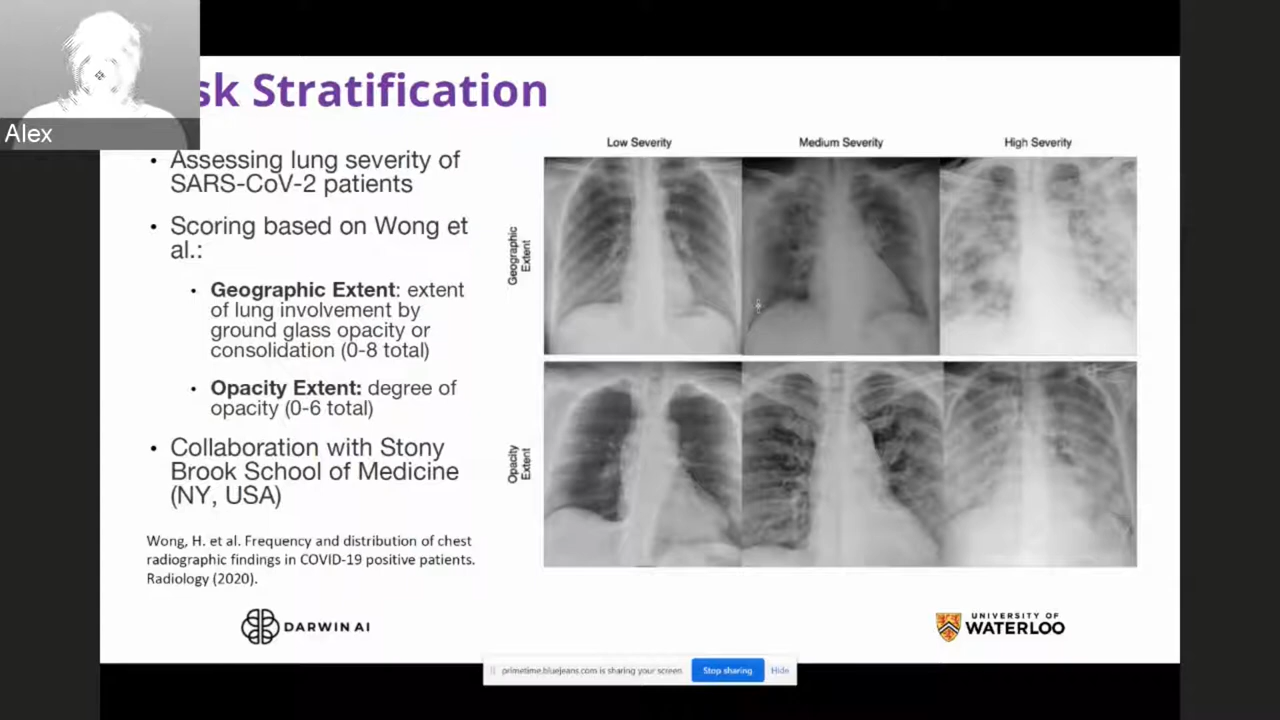 sk Stratification
Alex
• Assessing lung severity of
SARS-CoV-2 patients
• Scoring based on Wong et
al.:
• Geographic Extent: extent
of lung involvement by
ground glass opacity or
consolidation (0-8 total)
• Opacity Extent: degree of
opacity (0-6 total)
• Collaboration with Stony
Brook School of Medicine
(NY, USA)
Wong, H. et al. Frequency and distribution of chest
radiographic findings in COVID-19 positive patients.
Radiology (2020).
Low Severity
Medium Severity
High Severity
Geographic
Extent
Opacity
Extent
DARWIN AI
UNIVERSITY OF
WATERLOO
primetime.bluejeans.com is sharing your screen.
Stop sharing
Hide